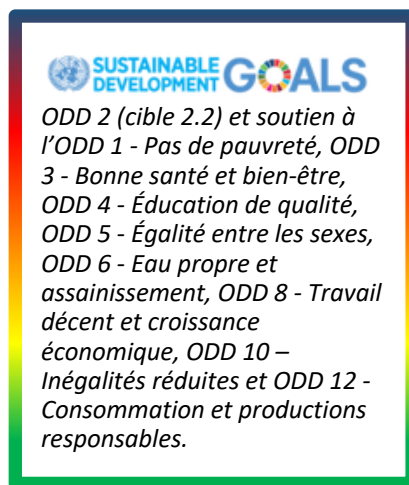 SUSTAINABLE
DEVELOPMENT GOALS
ODD 2 (cible 2.2) et soutien à
l’ODD 1 - Pas de pauvreté, ODD
3 - Bonne santé et bien-être,
ODD 4 - Éducation de qualité,
ODD 5 - Égalité entre les sexes,
ODD 6 - Eau propre et
assainissement, ODD 8 - Travail
décent et croissance
économique, ODD 10 –
Inégalités réduites et ODD 12 -
Consommation et productions
responsables.